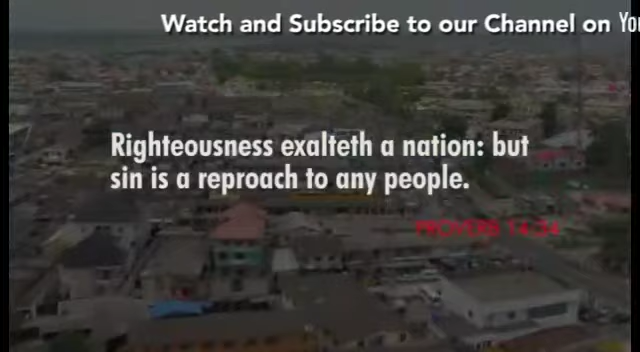 Watch and Subscribe to our Channel on You
Righteousness exalteth a nation: but
sin is a reproach to any people.
PROVERB 14:34